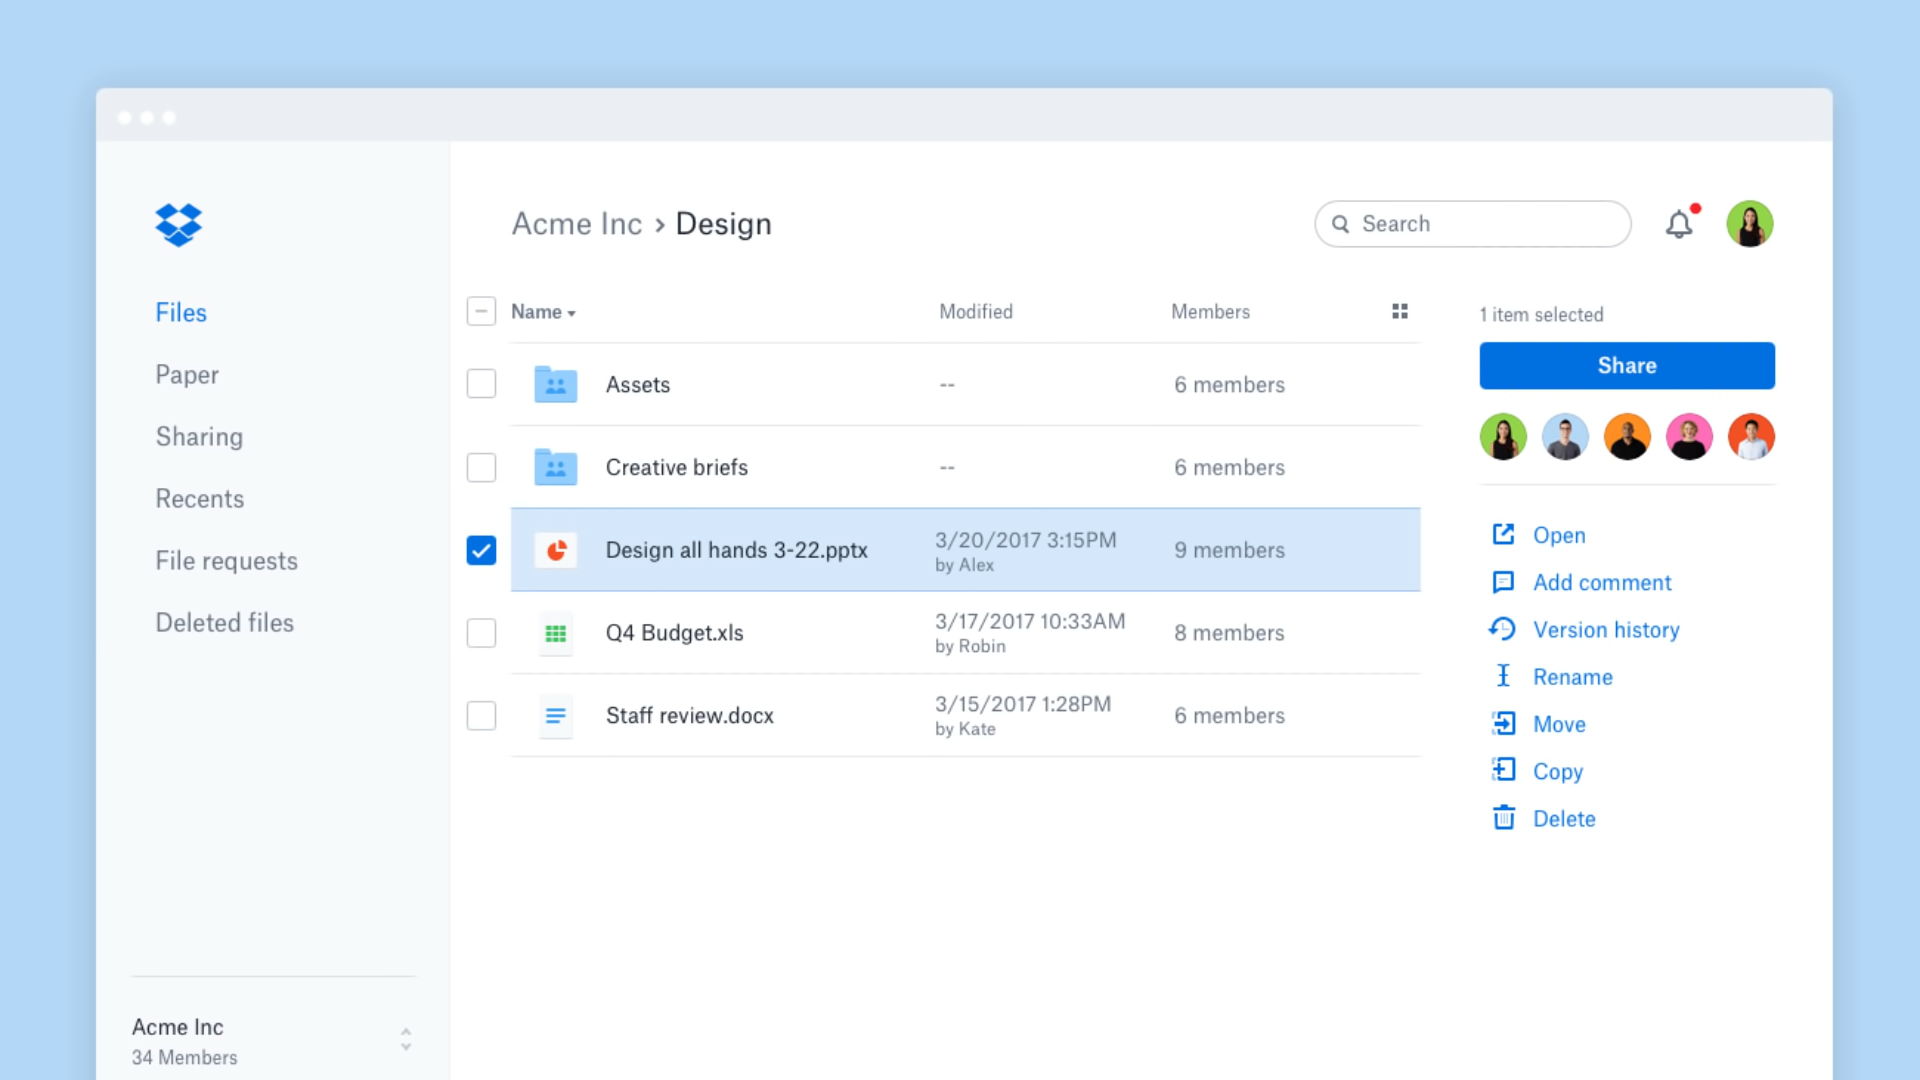 Acme Inc > Design
Search
Files
Paper
Sharing
Recents
File requests
Deleted files
Acme Inc
34 Members
Name Modified Members
Assets -- 6 members
Creative briefs -- 6 members
Design all hands 3-22.pptx 3/20/2017 3:15PM 9 members
by Alex
Q4 Budget.xls 3/17/2017 10:33AM 8 members
by Robin
Staff review.docx 3/15/2017 1:28PM 6 members
by Kate
1 item selected
Share
Open
Add comment
Version history
Rename
Move
Copy
Delete